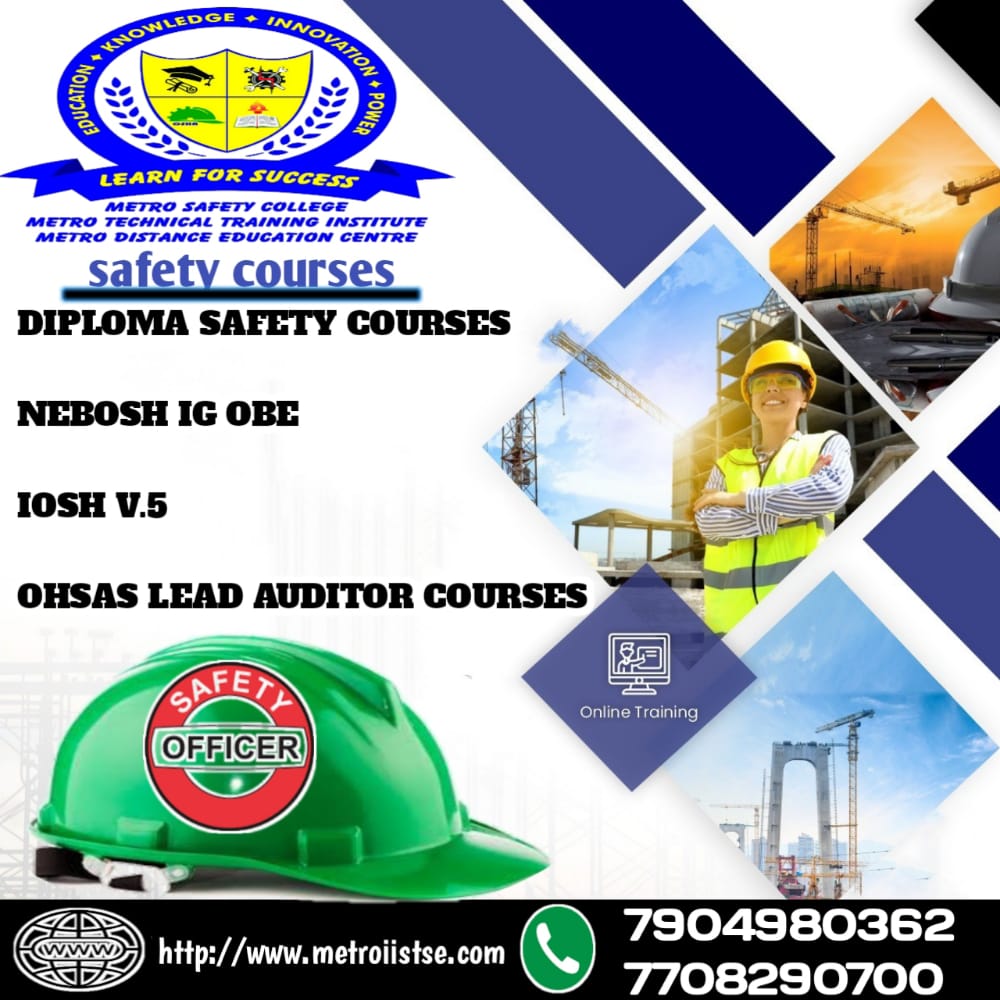 EDUCATION ✦ KNOWLEDGE ✦ INNOVATION ✦ POWER
LEARN FOR SUCCESS
METRO SAFETY COLLEGE
METRO TECHNICAL TRAINING INSTITUTE
METRO DISTANCE EDUCATION CENTRE
safety courses
DIPLOMA SAFETY COURSES
NEBOSH IG OBE
IOSH V.5
OHSAS LEAD AUDITOR COURSES
SAFETY
OFFICER
Online Training
WWW
http://www.metroiistse.com
7904980362
7708290700